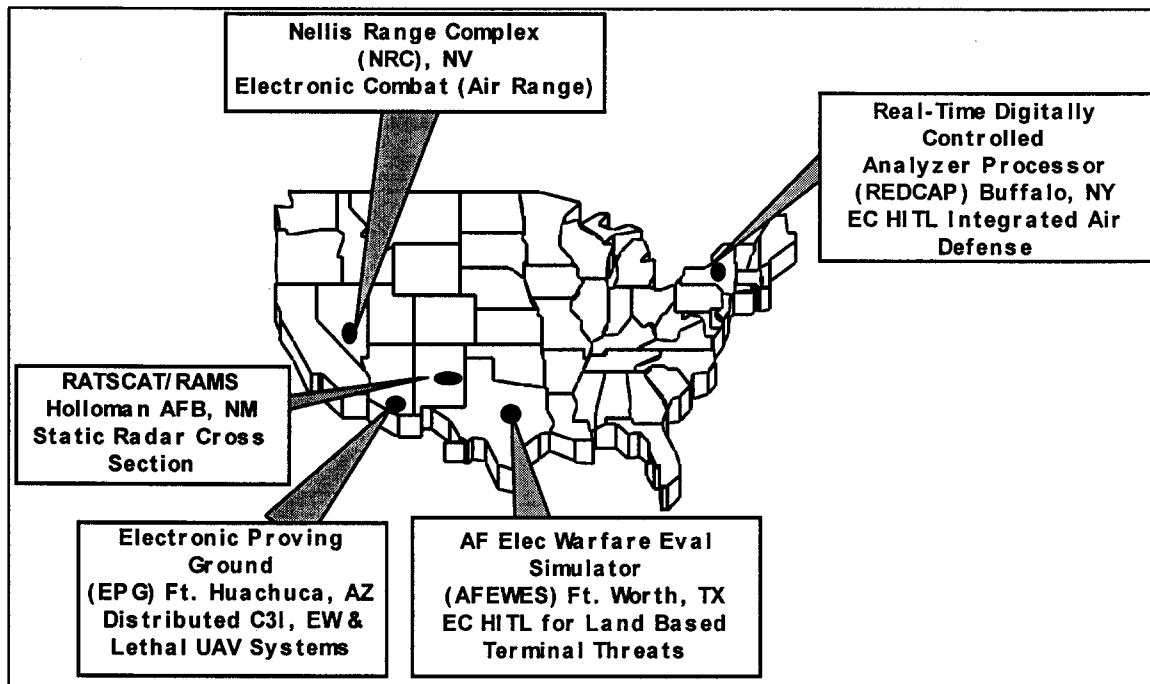 Nellis Range Complex
(NRC), NV
Electronic Combat (Air Range)
Real-Time Digitally
Controlled
Analyzer Processor
(REDCAP) Buffalo, NY
EC HITL Integrated Air
Defense
RATSCAT/RAMS
Holloman AFB, NM
Static Radar Cross
Section
Electronic Proving
Ground
(EPG) Ft. Huachuca, AZ
Distributed C3I, EW &
Lethal UAV Systems
AF Elec Warfare Eval
Simulator
(AFEWES) Ft. Worth, TX
EC HITL for Land Based
Terminal Threats